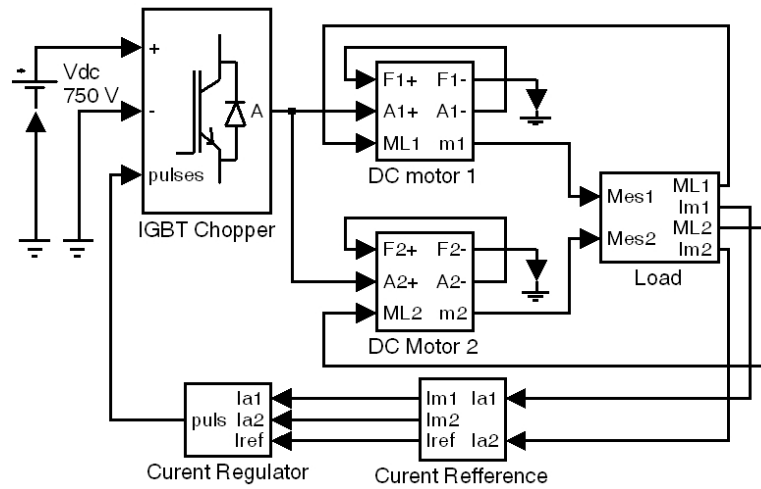 Vdc
750 V
+
-
pulses
A
IGBT Chopper
F1+ F1-
A1+ A1-
ML1 m1
DC motor 1
F2+ F2-
A2+ A2-
ML2 m2
DC Motor 2
Mes1
Mes2
ML1
Im1
ML2
Im2
Load
puls
Ia1
Ia2
Iref
Curent Regulator
Im1 Ia1
Im2
Iref Ia2
Curent Refference